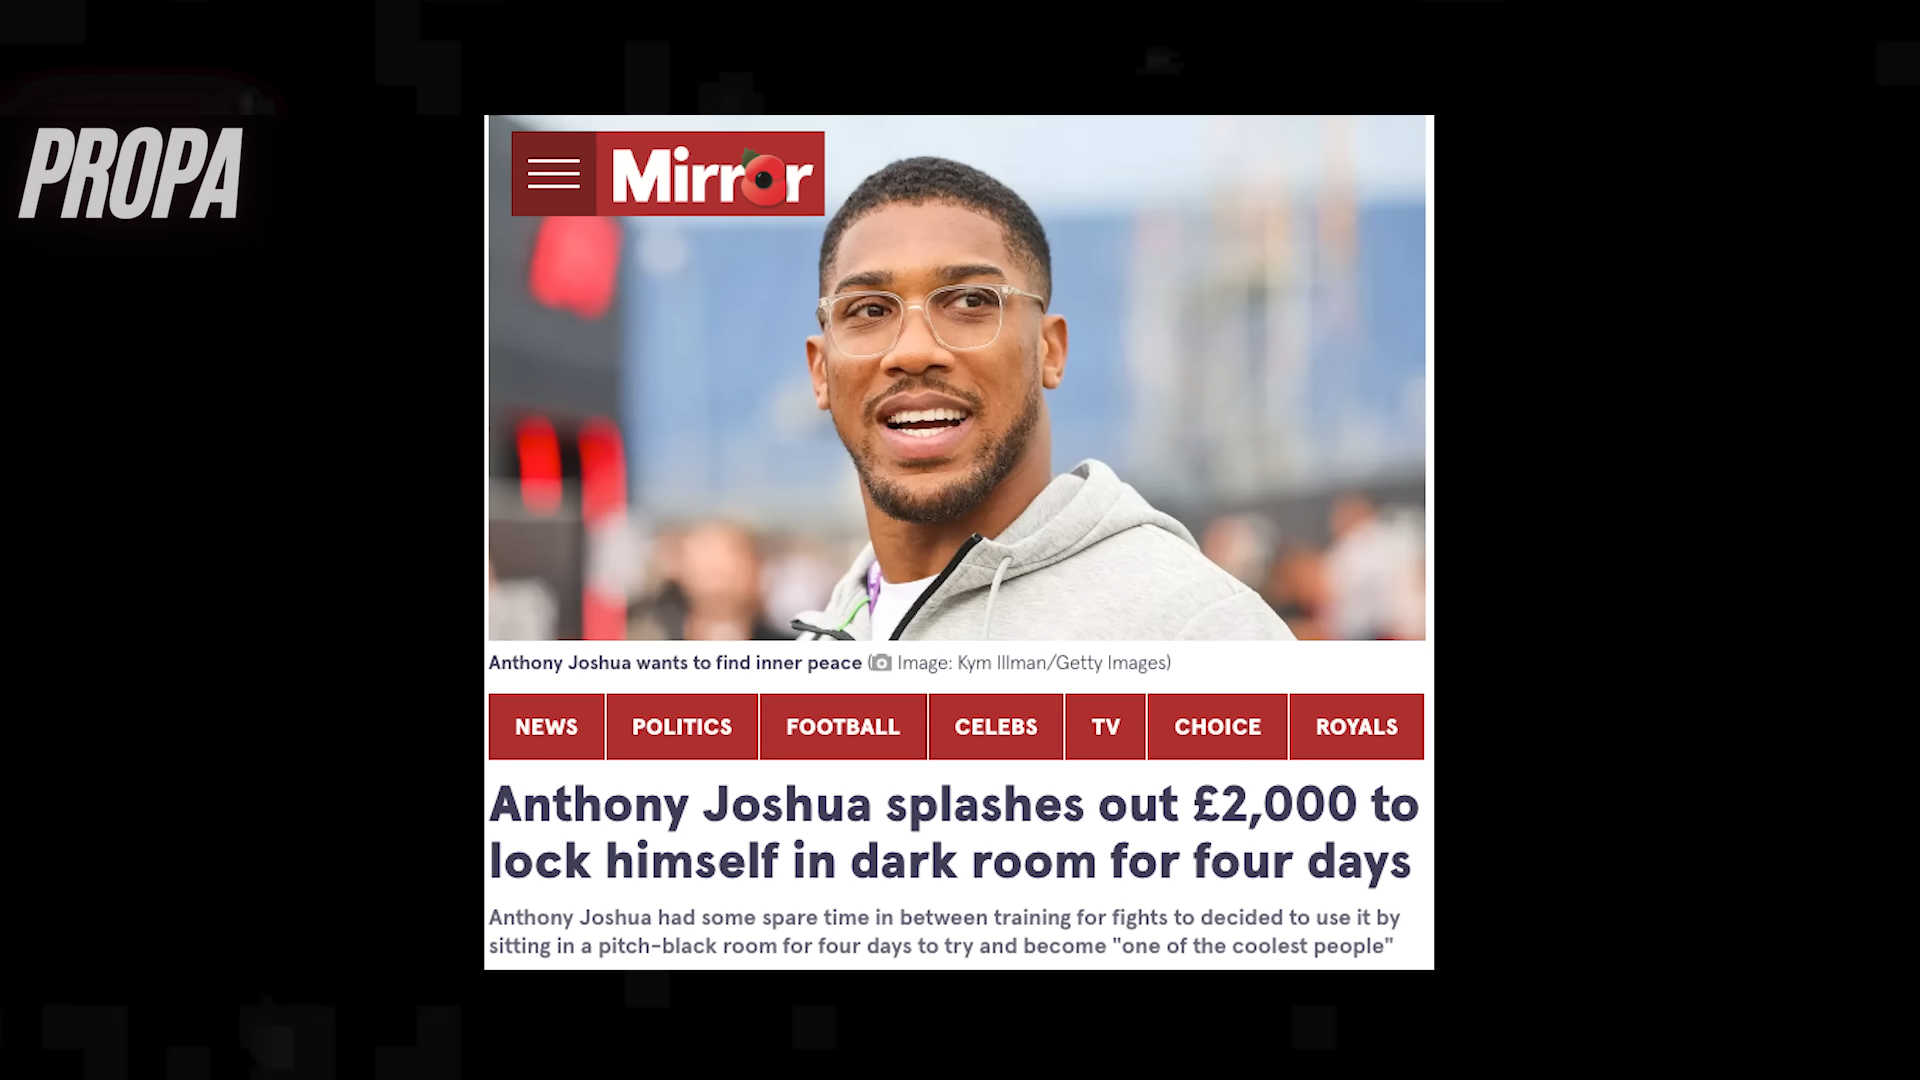 PROPA
Mirror
Anthony Joshua wants to find inner peace (Image: Kym Illman/Getty Images)
NEWS POLITICS FOOTBALL CELEBS TV CHOICE ROYALS
Anthony Joshua splashes out £2,000 to
lock himself in dark room for four days
Anthony Joshua had some spare time in between training for fights to decided to use it by
sitting in a pitch-black room for four days to try and become "one of the coolest people"